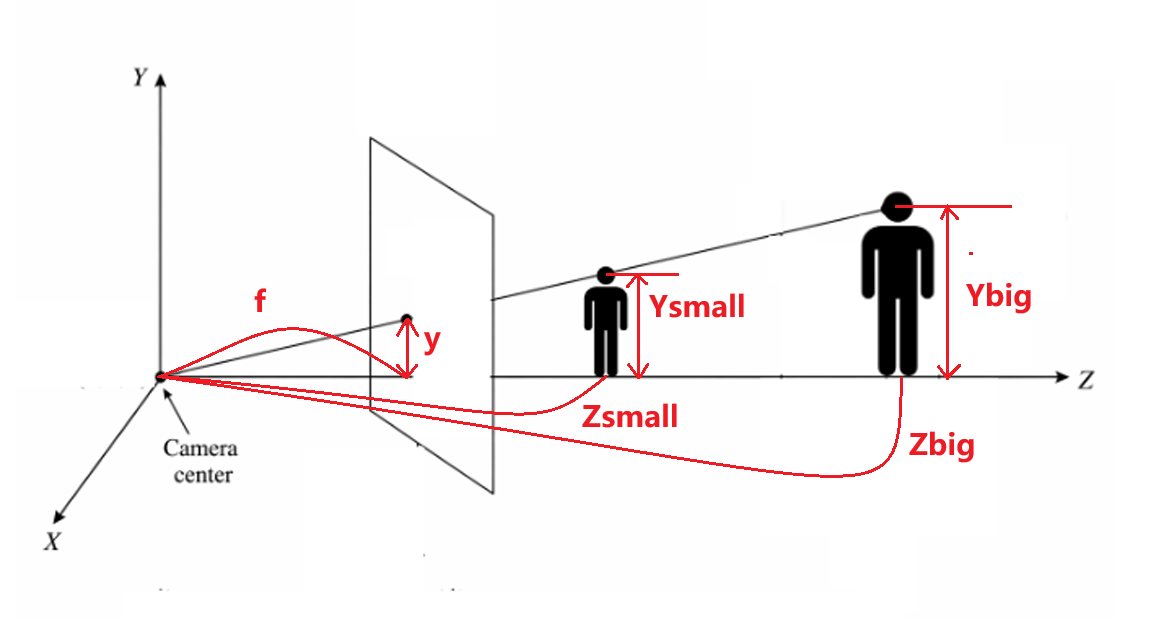 Y
f
y
Ysmall
Ybig
Z
Zsmall
Zbig
Camera
center
X